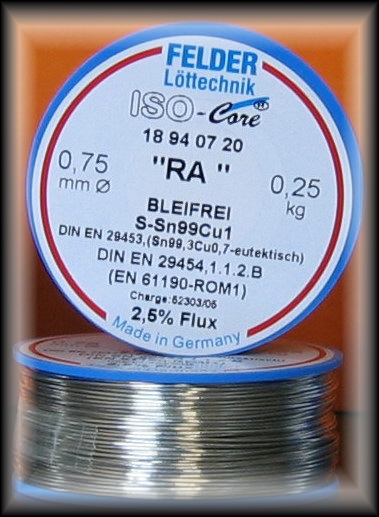 FELDER
Löttechnik
ISO-Core
18 94 07 20
"RA "
0,75
mm Ø
0,25
kg
BLEIFREI
S-Sn99Cu1
DIN EN 29453,(Sn99,3Cu0,7-eutektisch)
DIN EN 29454,1.1.2.B
(EN 61190-ROM1)
Charge:52303/05
2,5% Flux
Made in Germany